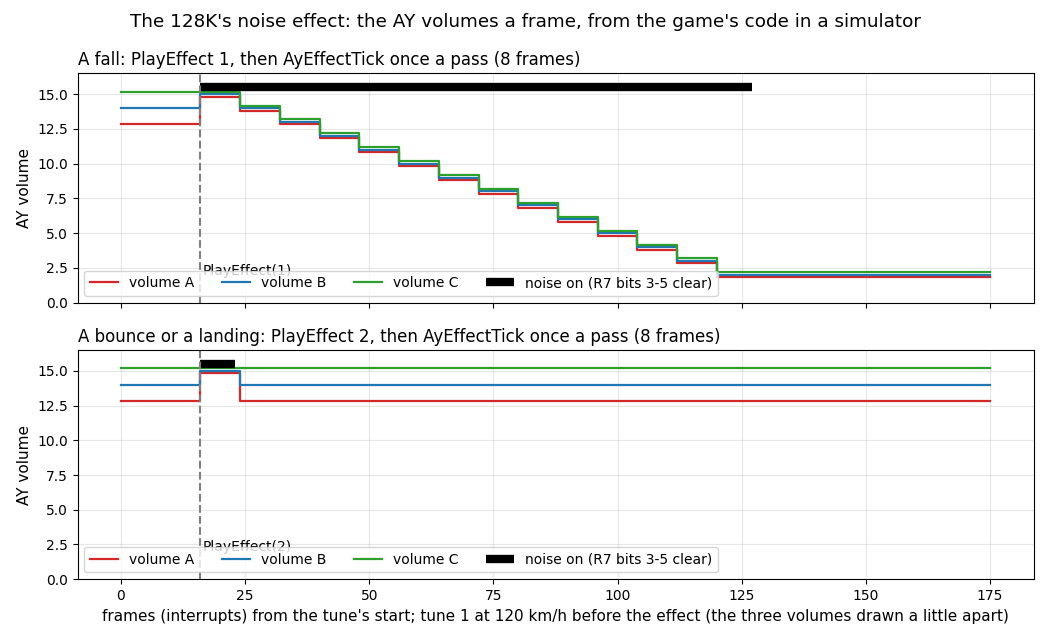 The 128K's noise effect: the AY volumes a frame, from the game's code in a simulator
A fall: PlayEffect 1, then AyEffectTick once a pass (8 frames)
15.0
12.5
10.0
7.5
5.0
2.5
0.0
AY volume
PlayEffect(1)
volume A
volume B
volume C
noise on (R7 bits 3-5 clear)
A bounce or a landing: PlayEffect 2, then AyEffectTick once a pass (8 frames)
15.0
12.5
10.0
7.5
5.0
2.5
0.0
AY volume
PlayEffect(2)
volume A
volume B
volume C
noise on (R7 bits 3-5 clear)
0
25
50
75
100
125
150
175
frames (interrupts) from the tune's start; tune 1 at 120 km/h before the effect (the three volumes drawn a little apart)